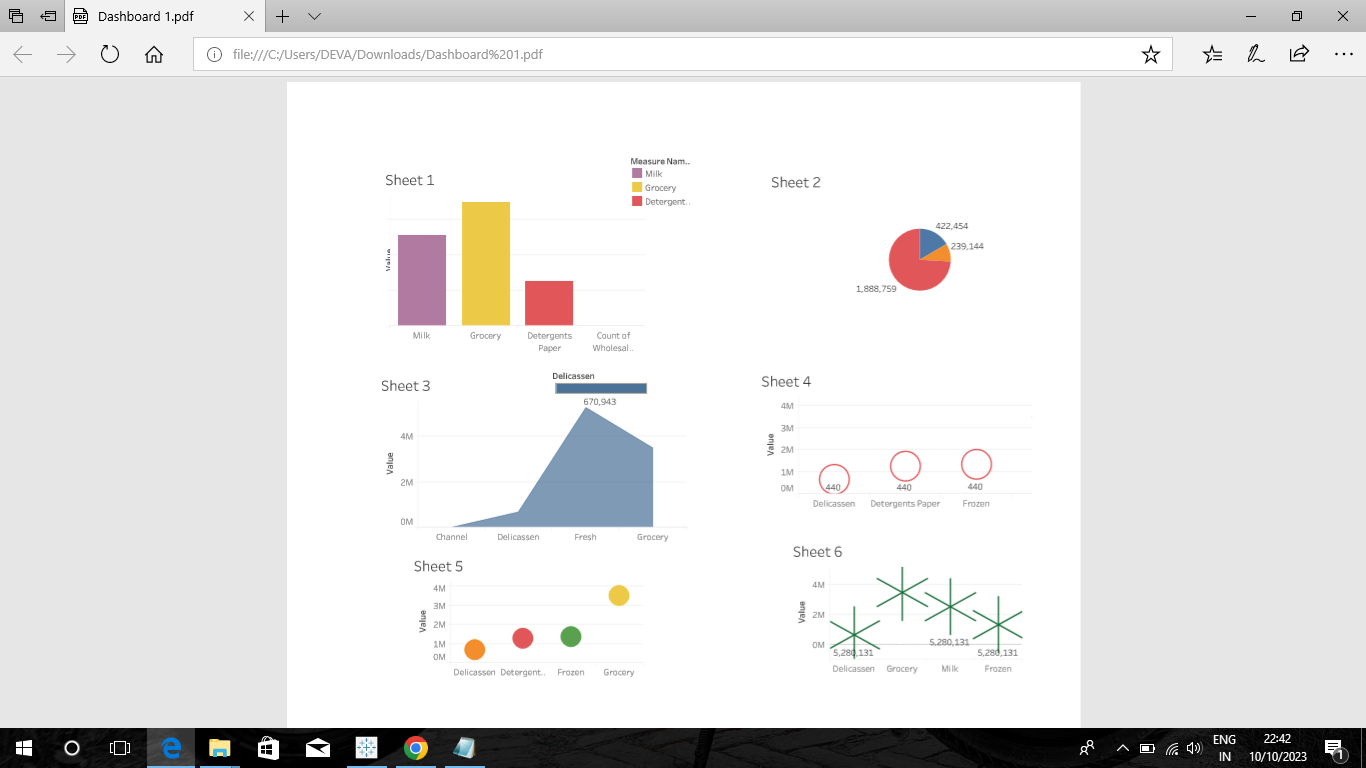 Dashboard 1.pdf
file:///C:/Users/DEVA/Downloads/Dashboard%201.pdf
Sheet 1
Measure Nam..
Milk
Grocery
Detergent..
Value
Milk
Grocery
Detergents
Paper
Count of
Wholesal..
Sheet 2
422,454
239,144
1,888,759
Sheet 3
Delicassen
670,943
4M
2M
0M
Value
Channel
Delicassen
Fresh
Grocery
Sheet 4
4M
3M
2M
1M
0M
Value
440
440
440
Delicassen
Detergents Paper
Frozen
Sheet 5
4M
3M
2M
1M
0M
Value
Delicassen
Detergent..
Frozen
Grocery
Sheet 6
4M
2M
0M
Value
5,280,131
5,280,131
5,280,131
Delicassen
Grocery
Milk
Frozen
ENG
IN
22:42
10/10/2023
1